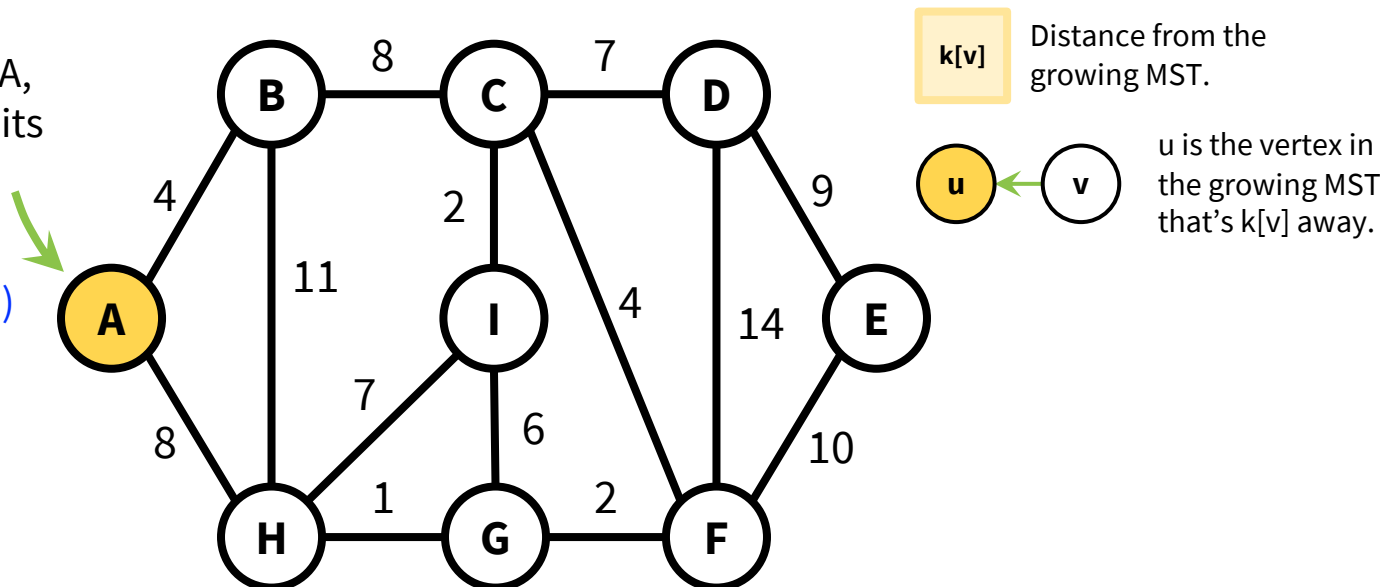 A,
its
)
B
8
C
7
D
k[v]
Distance from the
growing MST.
u
v
u is the vertex in
the growing MST
that's k[v] away.
4
2
9
11
A
I
4
14
E
7
6
8
10
1
2
H
G
F